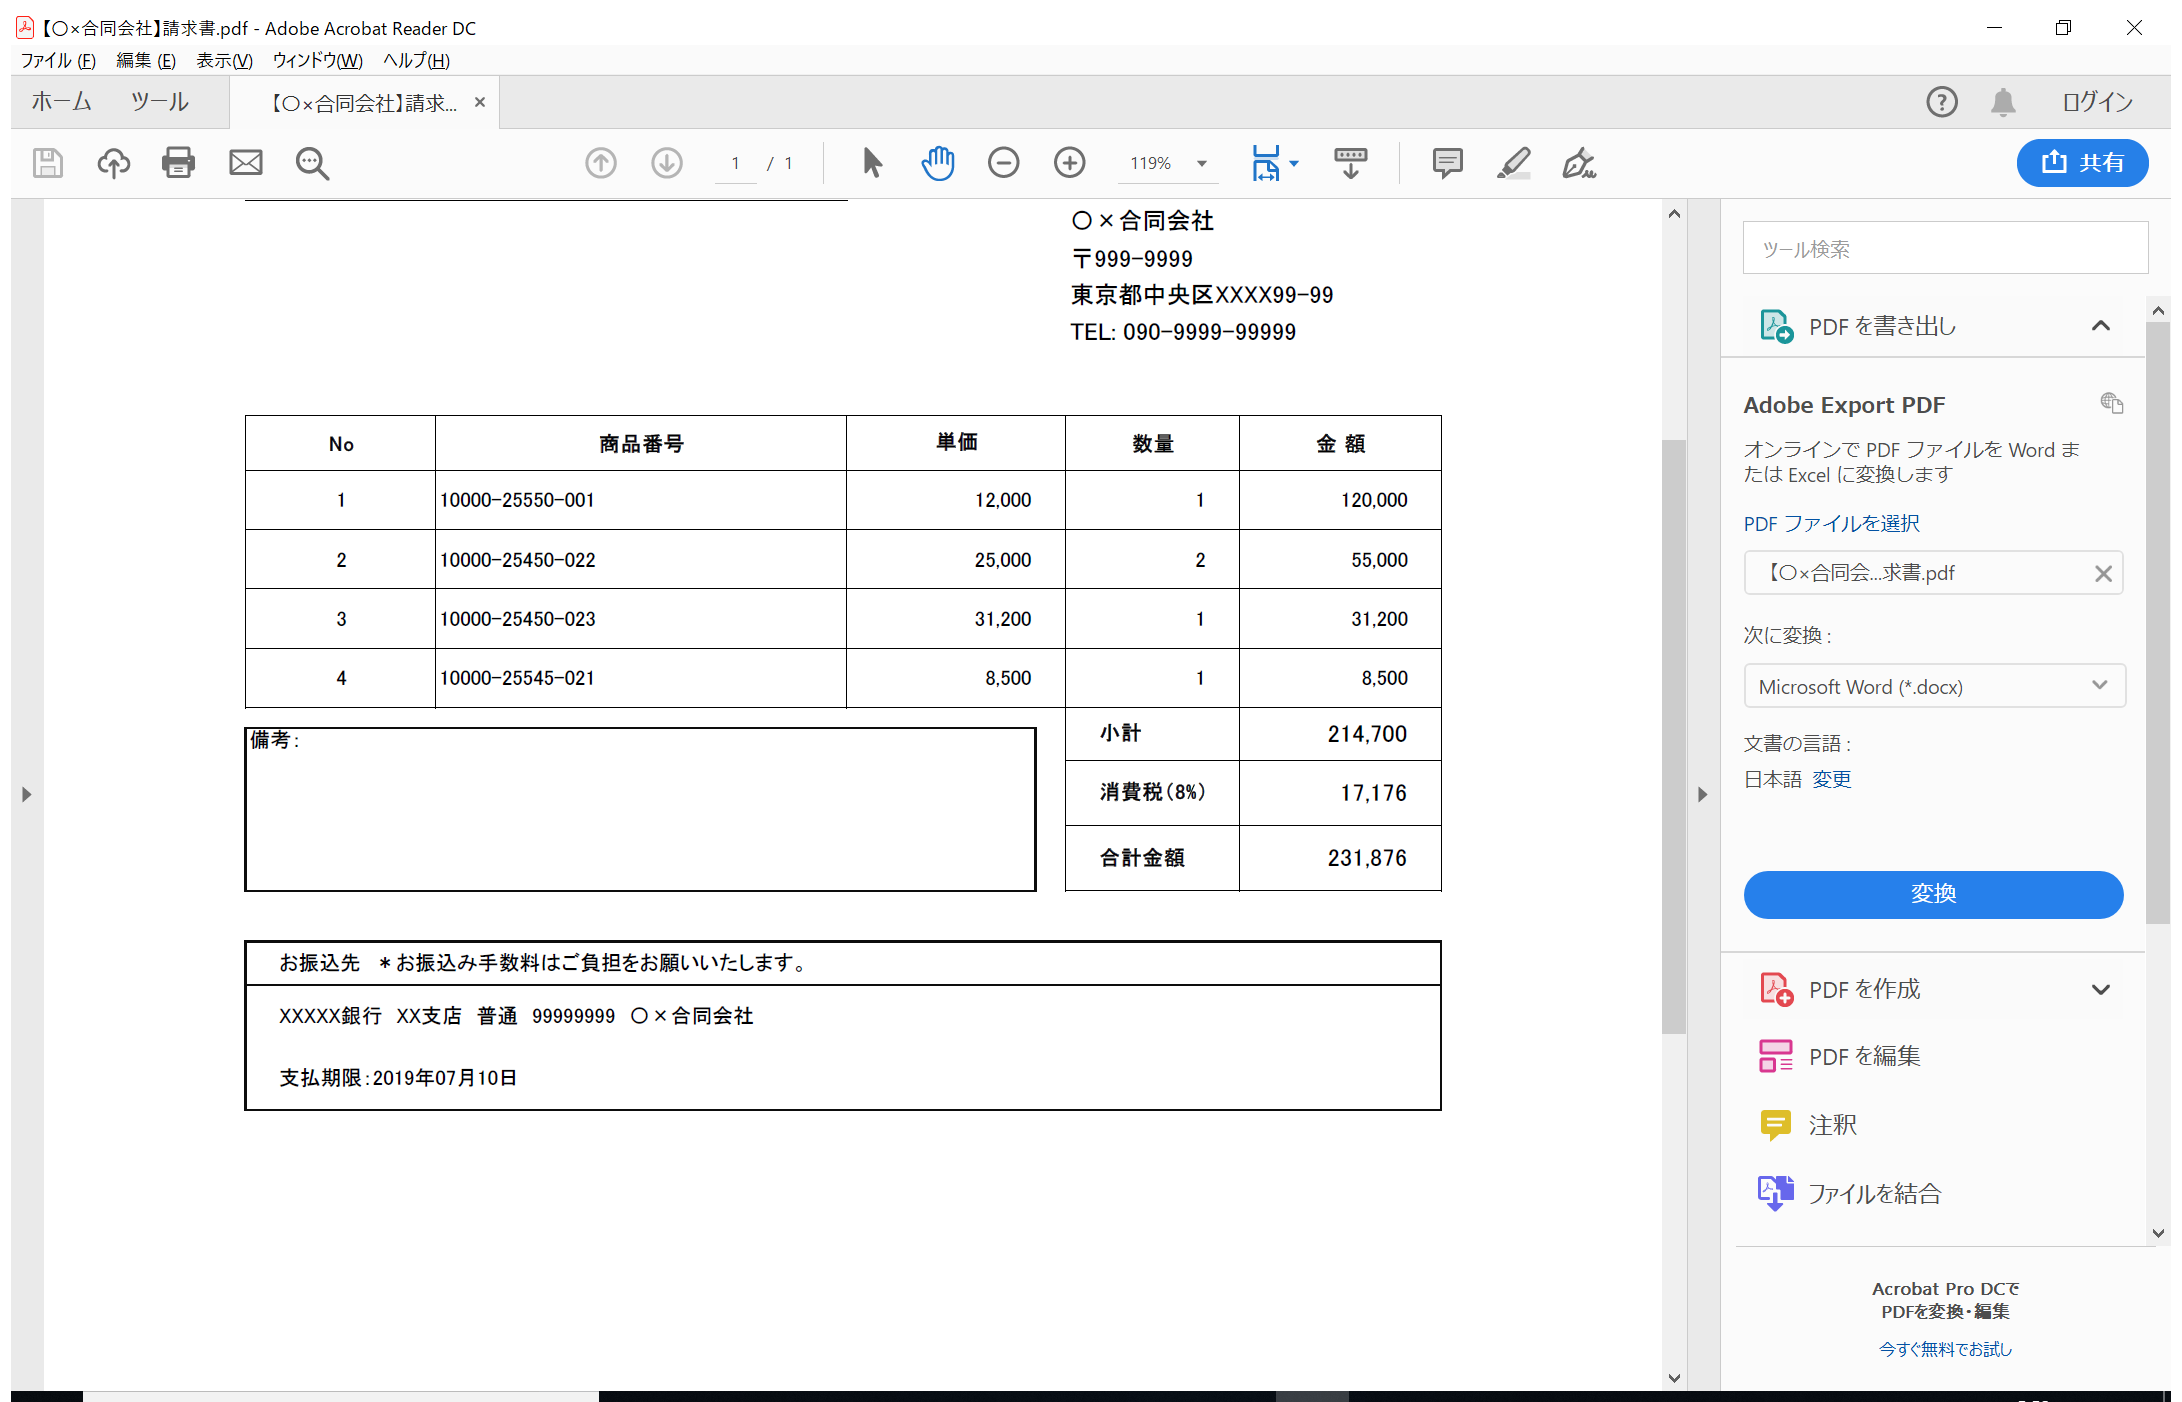 【〇×合同会社】請求書.pdf - Adobe Acrobat Reader DC
ファイル (F) 編集 (E) 表示(V) ウィンドウ(W) ヘルプ(H)
ホーム ツール 【〇×合同会社】請求... × ログイン
1 / 1 119% 共有
〇×合同会社
〒999-9999
東京都中央区XXXX99-99
TEL: 090-9999-99999
No 商品番号 単価 数量 金 額
1 10000-25550-001 12,000 1 120,000
2 10000-25450-022 25,000 2 55,000
3 10000-25450-023 31,200 1 31,200
4 10000-25545-021 8,500 1 8,500
小計 214,700
消費税(8%) 17,176
合計金額 231,876
備考:
お振込先 *お振込み手数料はご負担をお願いいたします。
XXXXX銀行 XX支店 普通 99999999 〇×合同会社
支払期限:2019年07月10日
ツール検索
PDF を書き出し
Adobe Export PDF
オンラインで PDF ファイルを Word ま
たは Excel に変換します
PDF ファイルを選択
【〇×合同会...求書.pdf
次に変換 :
Microsoft Word (*.docx)
文書の言語 :
日本語 変更
変換
PDF を作成
PDF を編集
注釈
ファイルを結合
Acrobat Pro DCで
PDFを変換・編集
今すぐ無料でお試し